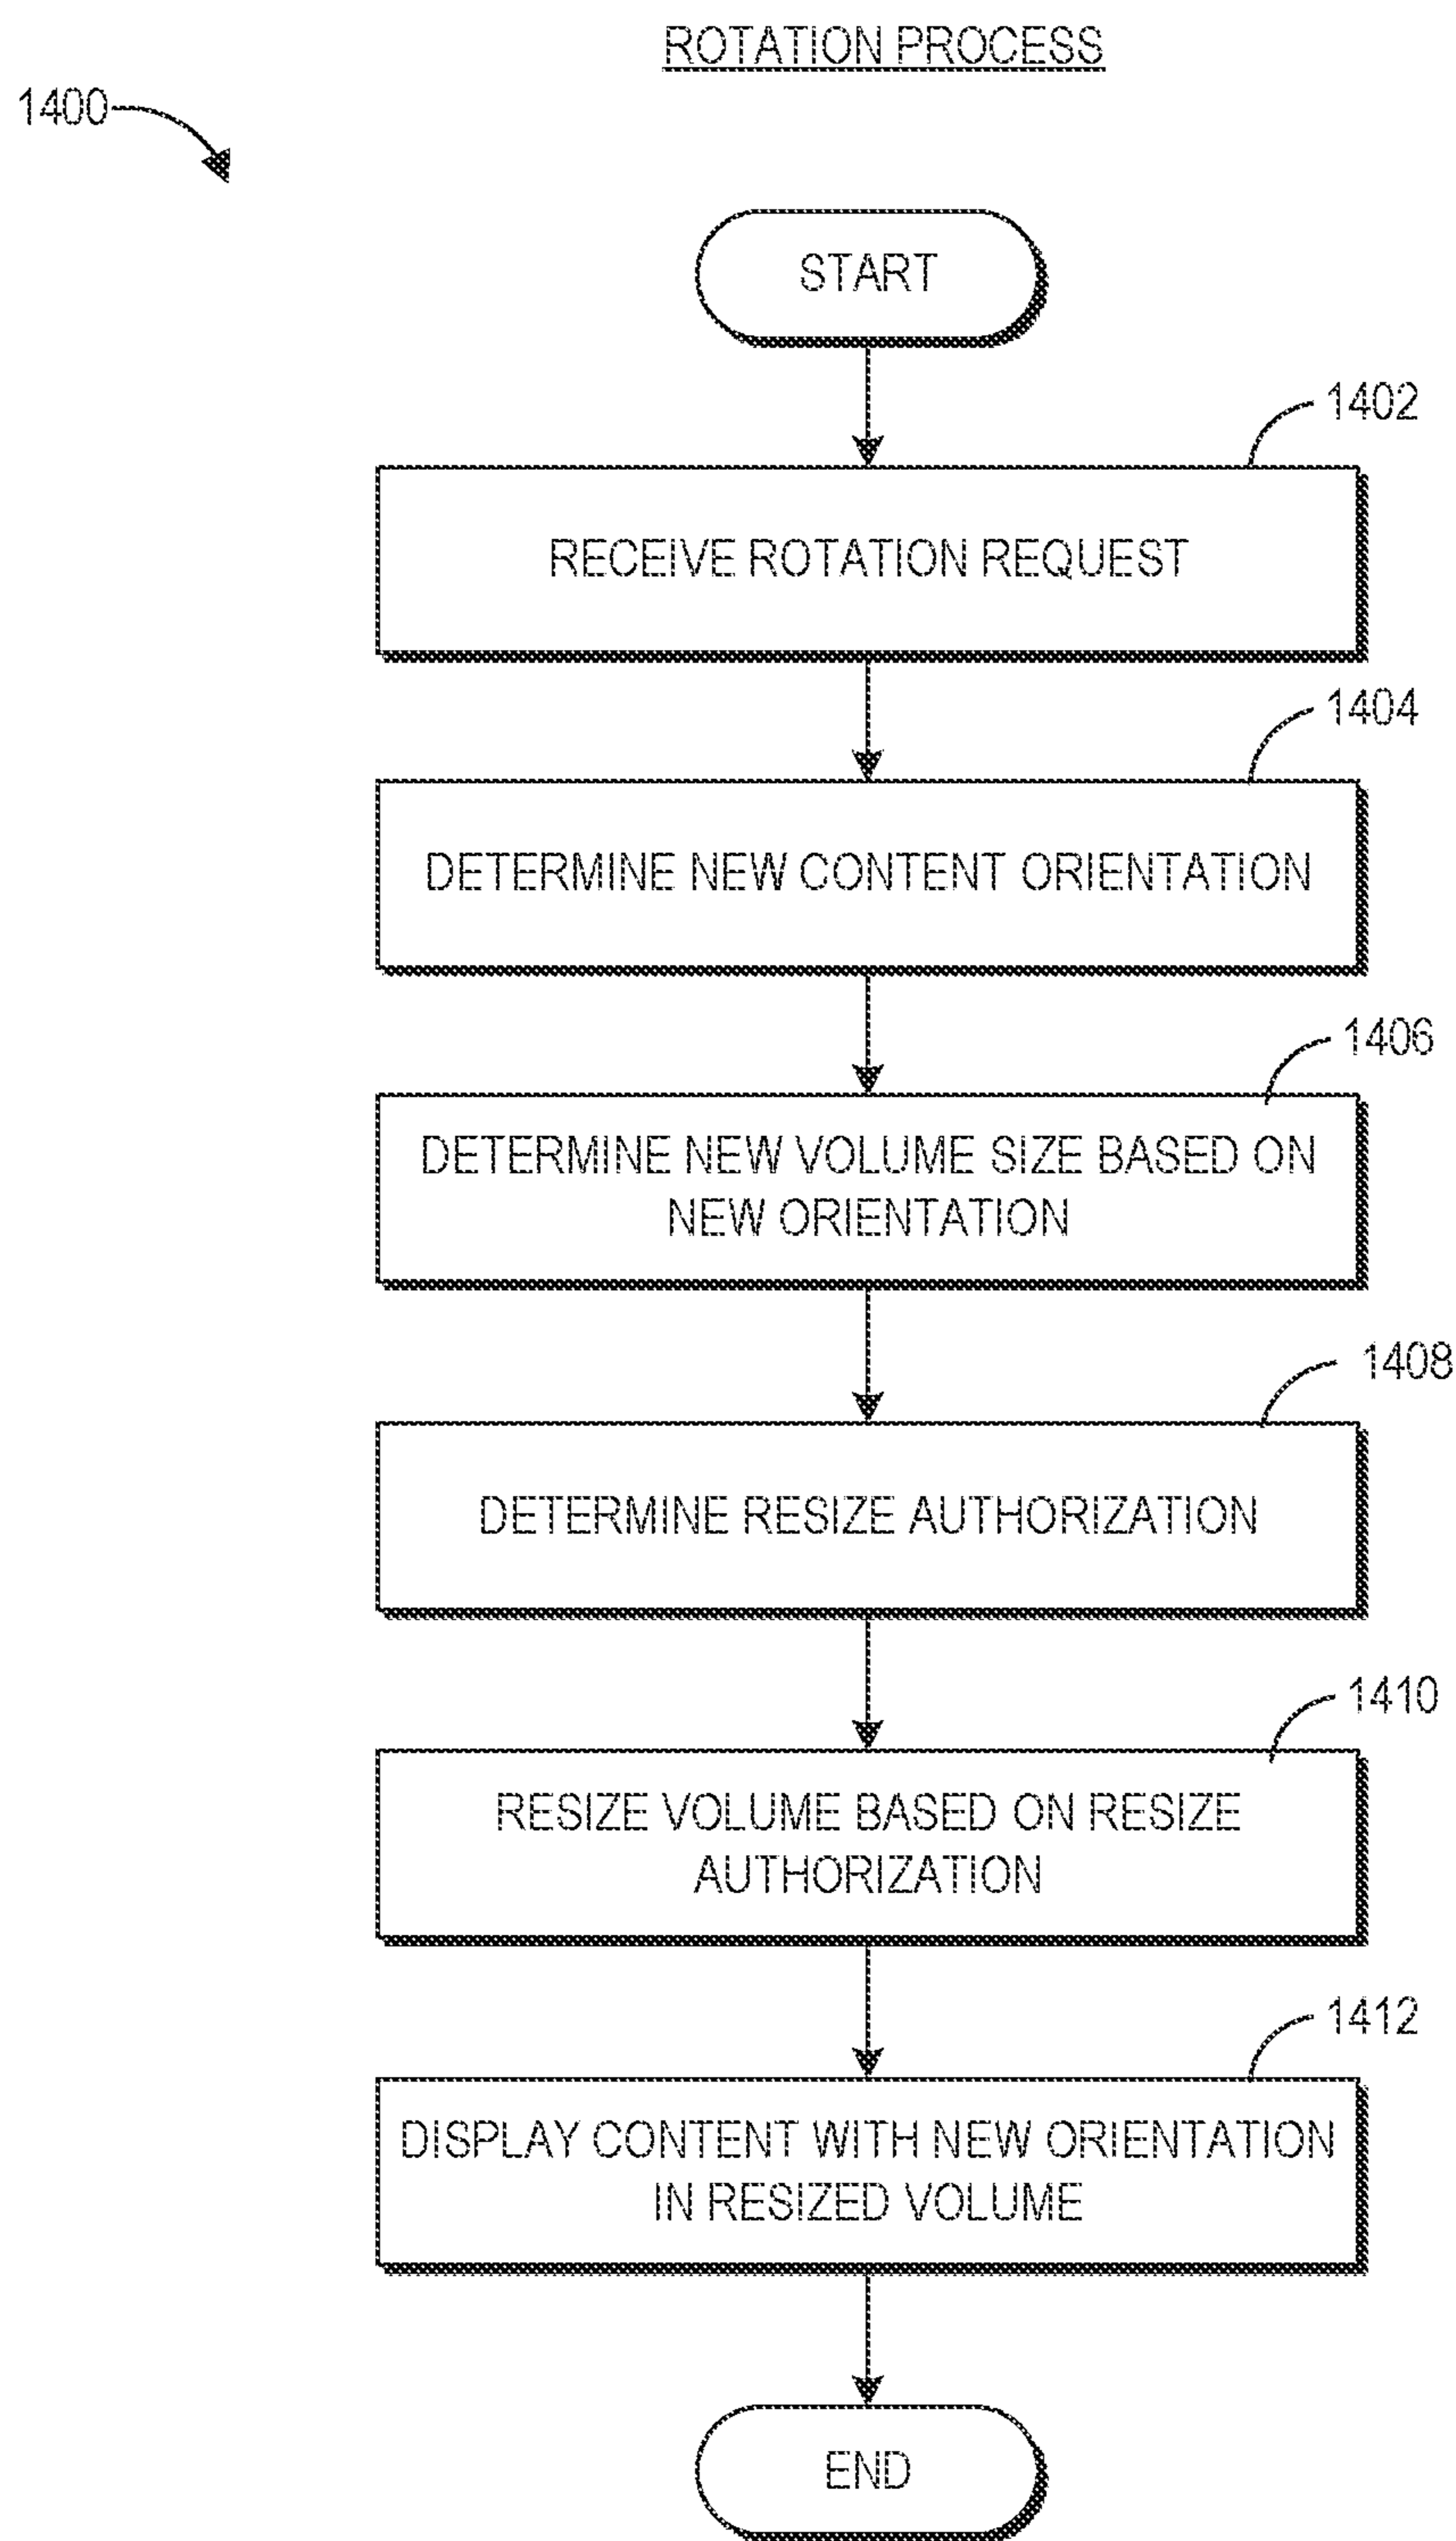 ROTATION PROCESS
1400
START
1402
RECEIVE ROTATION REQUEST
1404
DETERMINE NEW CONTENT ORIENTATION
1406
DETERMINE NEW VOLUME SIZE BASED ON
NEW ORIENTATION
1408
DETERMINE RESIZE AUTHORIZATION
1410
RESIZE VOLUME BASED ON RESIZE
AUTHORIZATION
1412
DISPLAY CONTENT WITH NEW ORIENTATION
IN RESIZED VOLUME
END